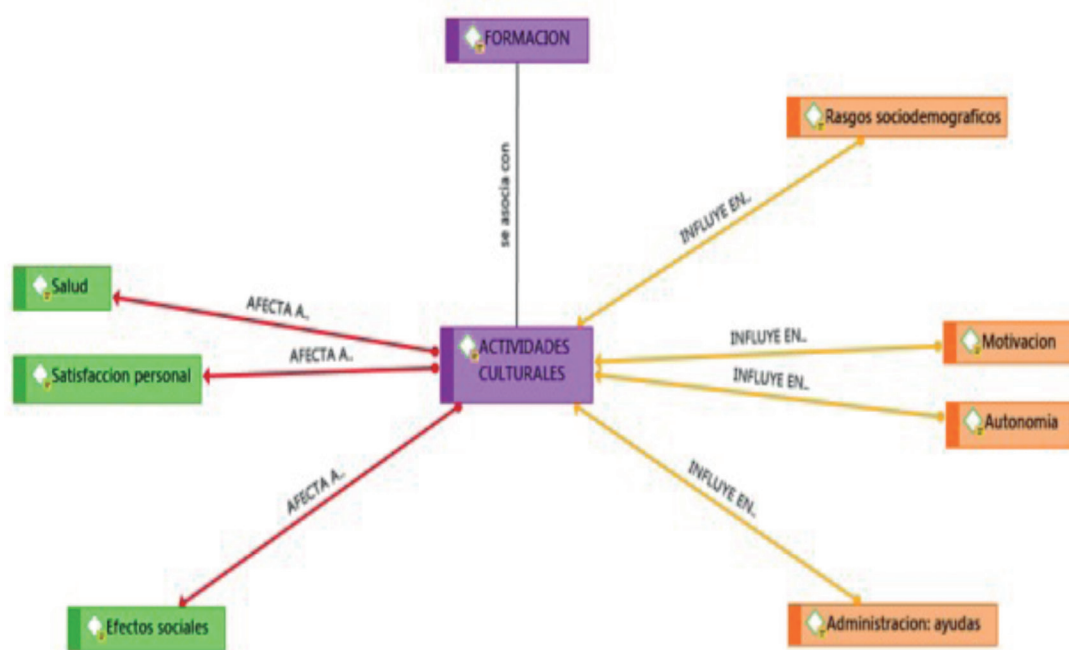 FORMACION
Rasgos sociodemograficos
se asocia con
INFLUYE EN..
Salud
AFECTA A..
ACTIVIDADES
CULTURALES
INFLUYE EN..
Motivacion
Satisfaccion personal
AFECTA A..
INFLUYE EN..
Autonomia
AFECTA A..
INFLUYE EN..
Efectos sociales
Administracion: ayudas